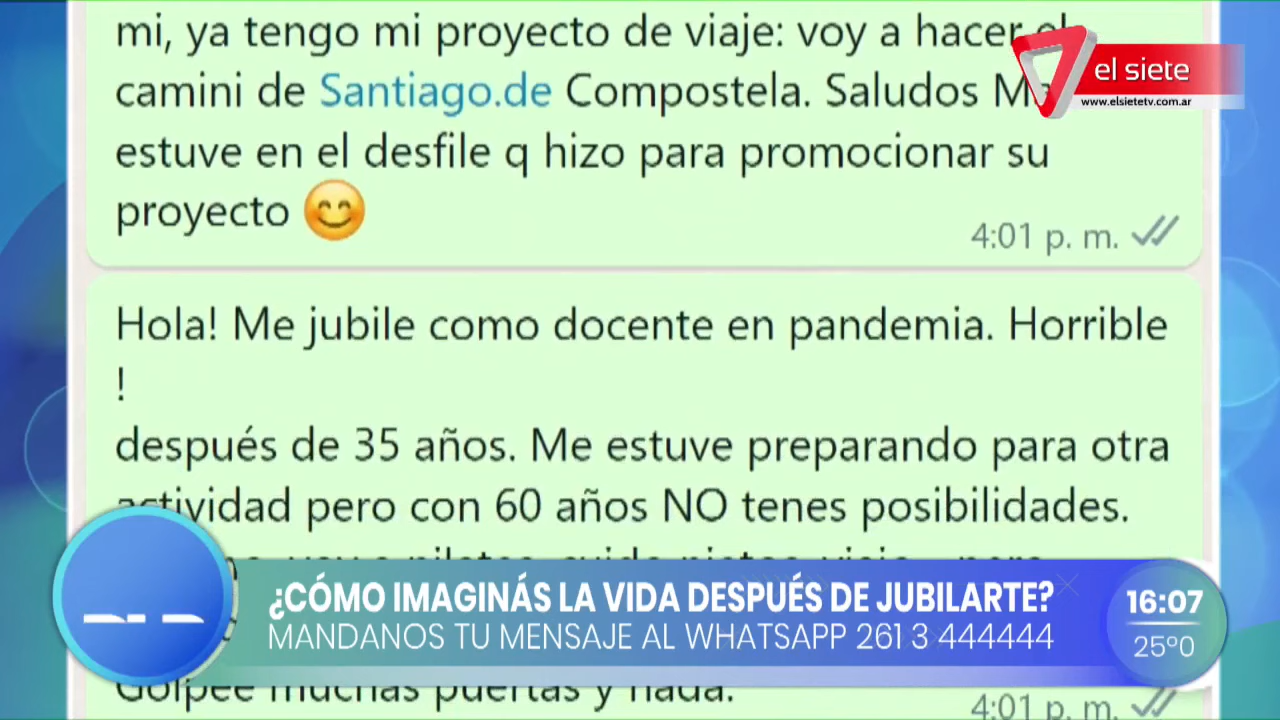 mi, ya tengo mi proyecto de viaje: voy a hacer el
camini de Santiago.de Compostela. Saludos
estuve en el desfile q hizo para promocionar su
proyecto 😊
4:01 p. m.
el siete
www.elsietetv.com.ar
Hola! Me jubile como docente en pandemia. Horrible
!
después de 35 años. Me estuve preparando para otra
actividad pero con 60 años NO tenes posibilidades.
¿CÓMO IMAGINÁS LA VIDA DESPUÉS DE JUBILARTE?
MANDANOS TU MENSAJE AL WHATSAPP 261 3 444444
16:07
25º0
Golpee muchas puertas y nada.
4:01 p. m.